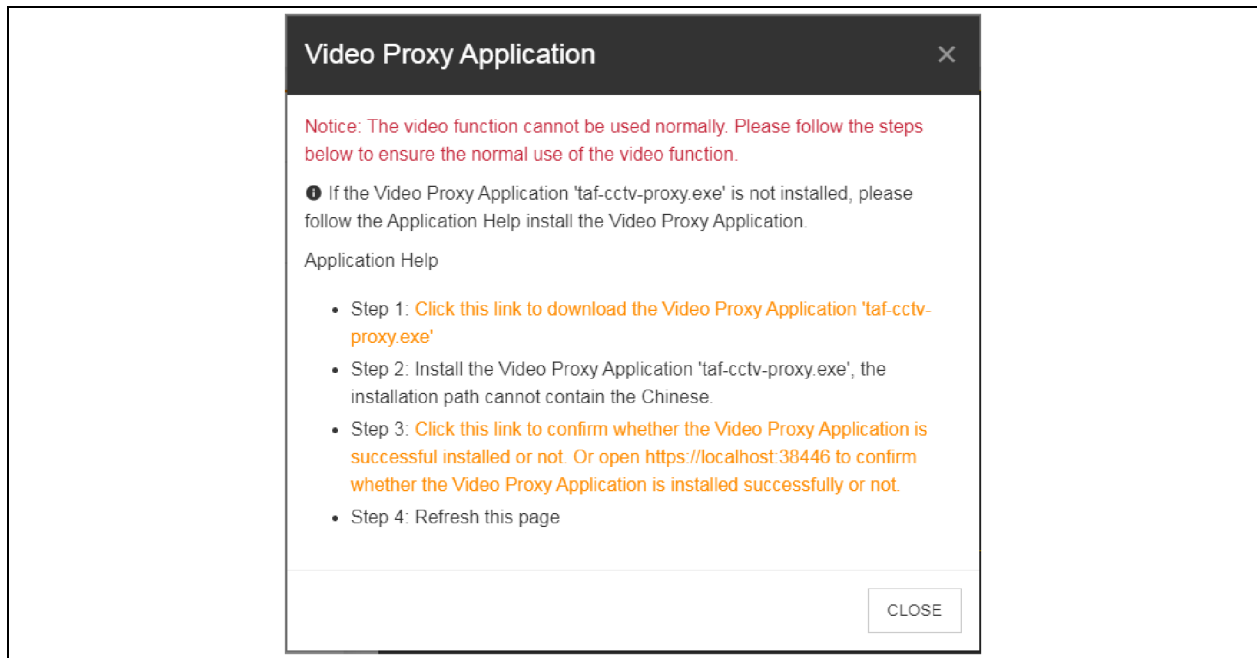 Video Proxy Application
Notice: The video function cannot be used normally. Please follow the steps
below to ensure the normal use of the video function.
If the Video Proxy Application 'taf-cctv-proxy.exe' is not installed, please
follow the Application Help install the Video Proxy Application.
Application Help
• Step 1: Click this link to download the Video Proxy Application 'taf-cctv-
proxy.exe'
• Step 2: Install the Video Proxy Application 'taf-cctv-proxy.exe', the
installation path cannot contain the Chinese.
• Step 3: Click this link to confirm whether the Video Proxy Application is
successful installed or not. Or open https://localhost:38446 to confirm
whether the Video Proxy Application is installed successfully or not.
• Step 4: Refresh this page
CLOSE